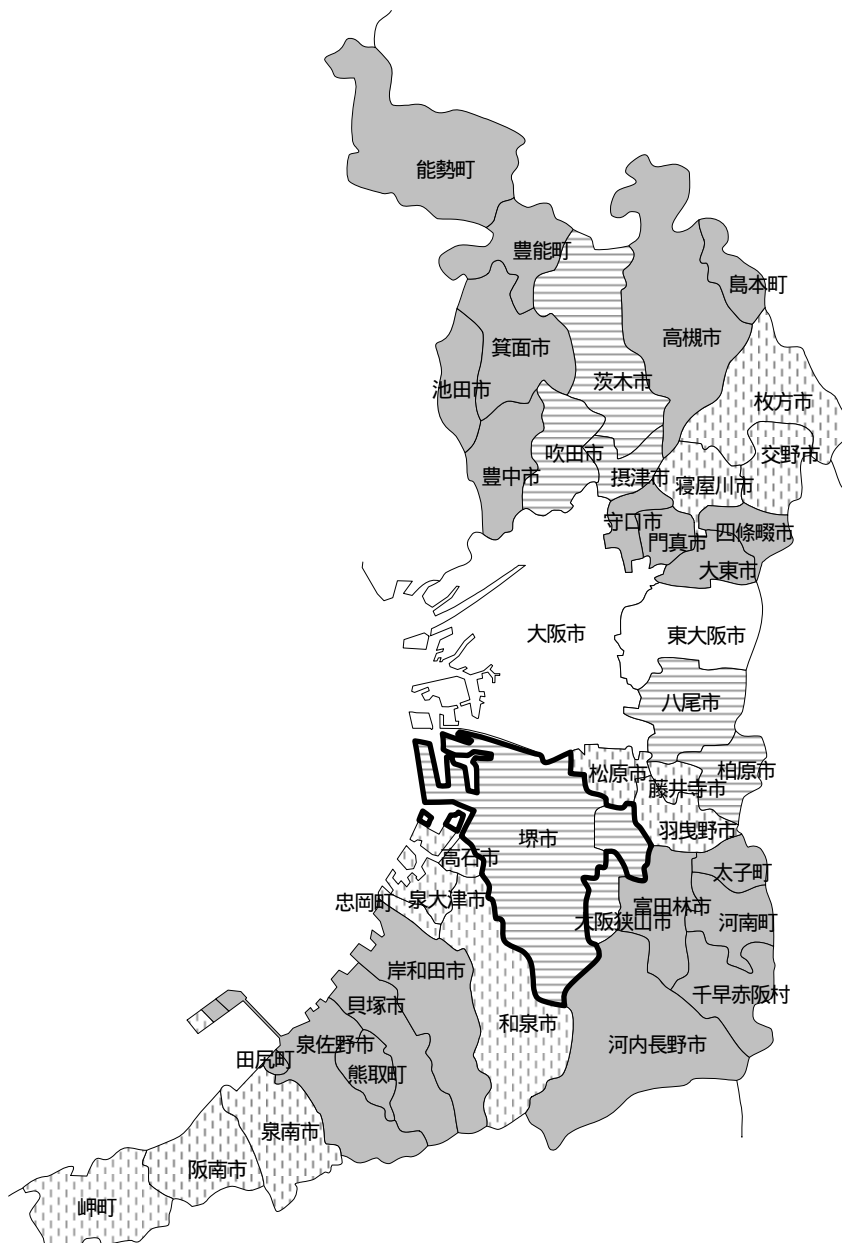 能勢町
豊能町
島本町
高槻市
箕面市
茨木市
池田市
枚方市
交野市
吹田市
摂津市
豊中市
寝屋川市
守口市
四條畷市
門真市
大東市
大阪市
東大阪市
八尾市
柏原市
松原市
藤井寺市
羽曳野市
堺市
高石市
太子町
忠岡町
泉大津市
富田林市
大阪狭山市
河南町
岸和田市
千早赤阪村
貝塚市
和泉市
泉佐野市
河内長野市
田尻町
熊取町
泉南市
阪南市
岬町